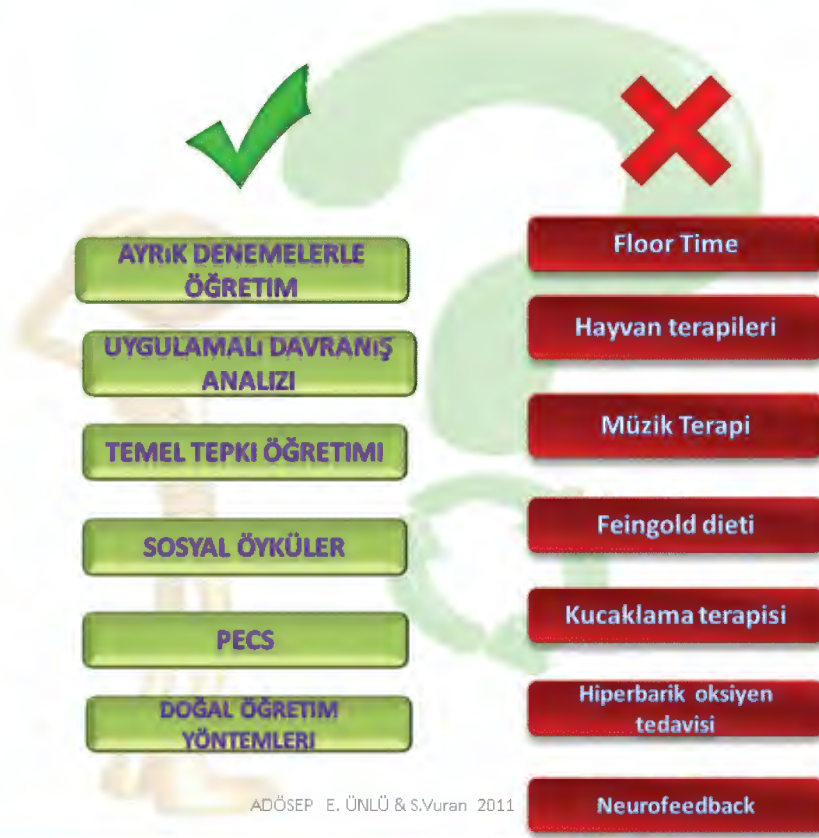 AYRıK DENEMELERLE
ÖĞRETIM
UYGULAMALı DAVRANıŞ
ANALIZI
TEMEL TEPKI ÖĞRETIMI
SOSYAL ÖYKÜLER
PECS
DOĞAL ÖĞRETIM
YÖNTEMLERI
Floor Time
Hayvan terapileri
Müzik Terapi
Feingold dieti
Kucaklama terapisi
Hiperbarik oksiyen
tedavisi
Neurofeedback
ADÖSEP E. ÜNLÜ & S.Vuran 2011